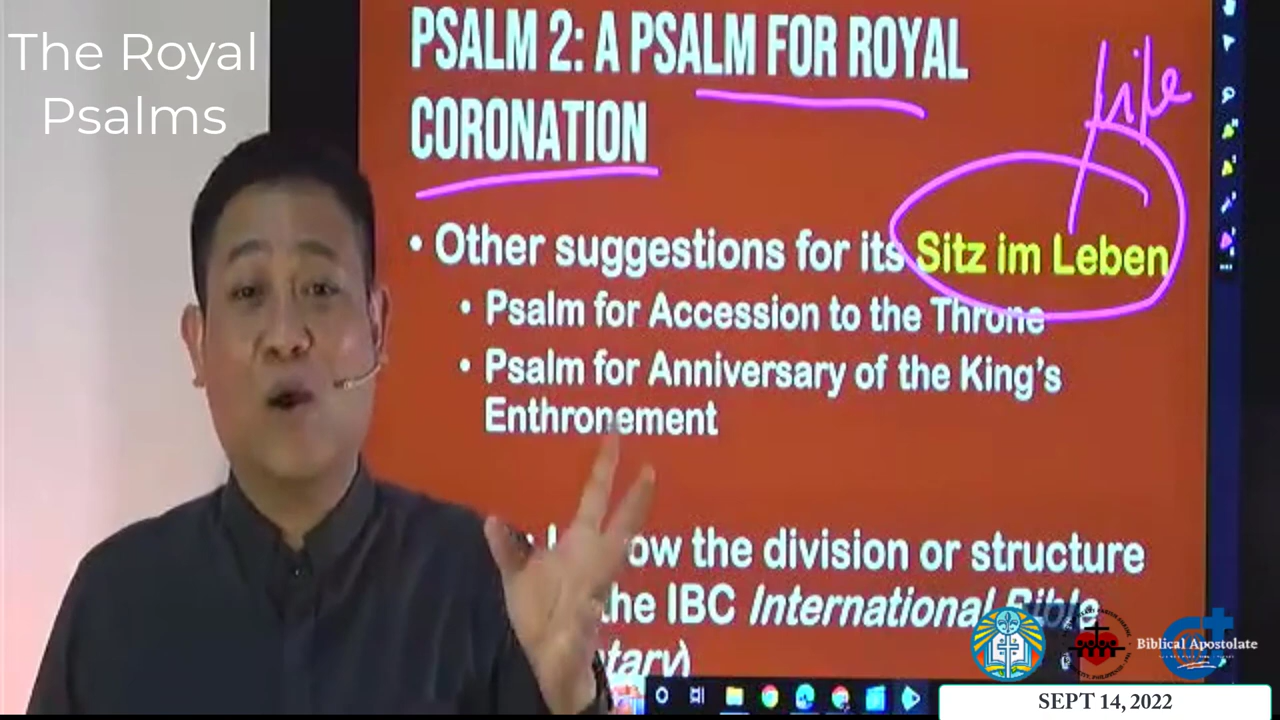 The Royal
Psalms
PSALM 2: A PSALM FOR ROYAL
CORONATION
life
• Other suggestions for its Sitz im Leben
• Psalm for Accession to the Throne
• Psalm for Anniversary of the King's
Enthronement
the division or structure
the IBC International Bible
Biblical Apostolate
SEPT 14, 2022